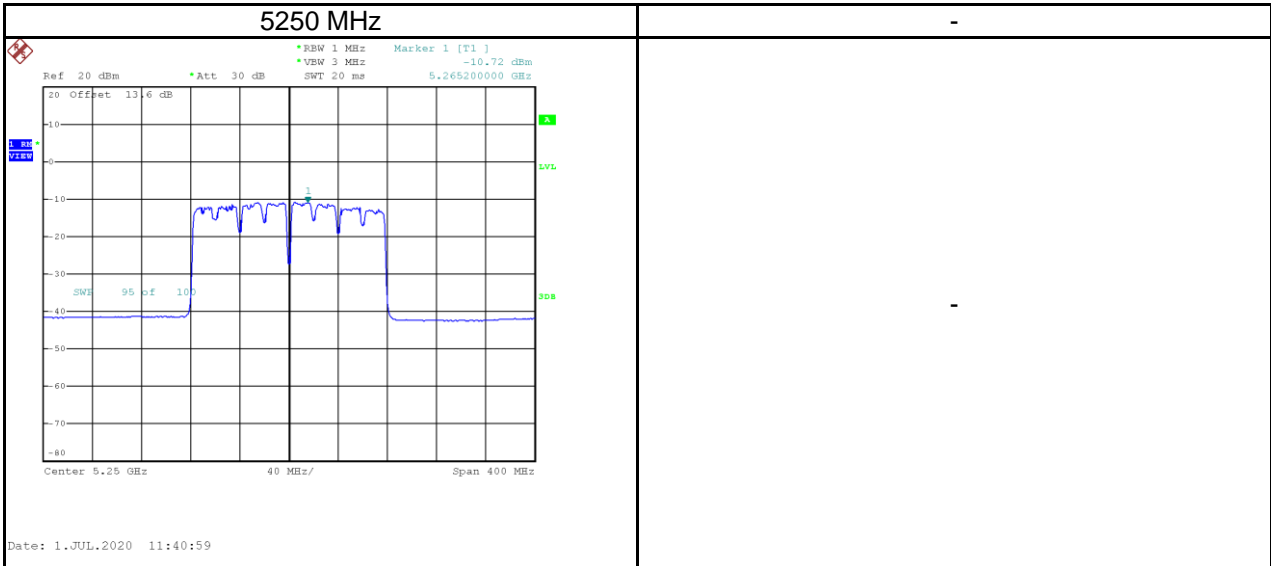 5250 MHz -
*RBW 1 MHz Marker 1 [T1 ]
*VBW 3 MHz -10.72 dBm
Ref 20 dBm *Att 30 dB SWT 20 ms 5.265200000 GHz
20 Offset 13.6 dB
A
10
1 RM *
VIEW
0
LVL
1
-10
-20
-30
SWP 95 of 100
3DB
-40
-
-50
-60
-70
-80
Center 5.25 GHz 40 MHz/ Span 400 MHz
Date: 1.JUL.2020 11:40:59